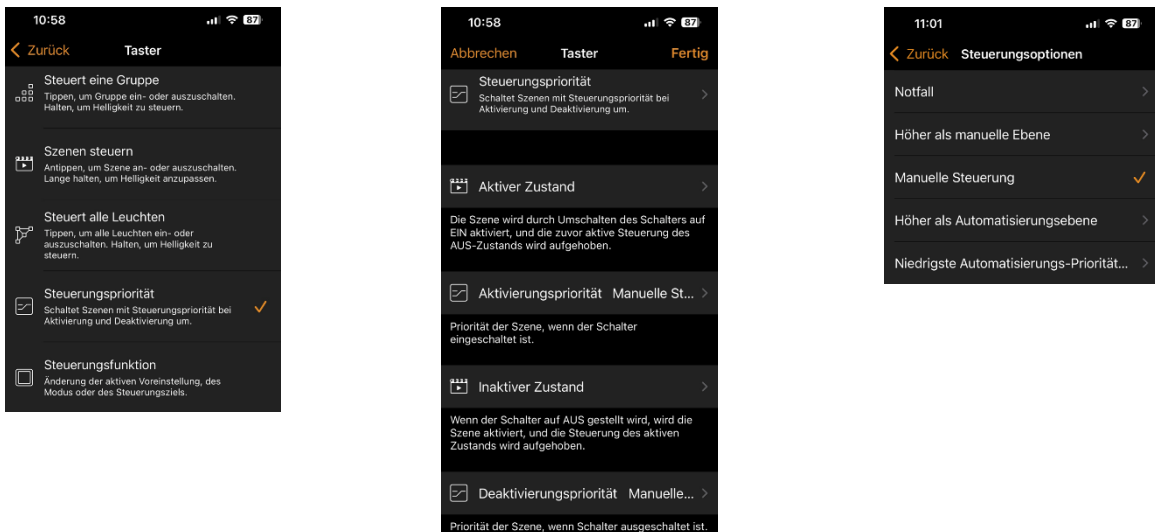 10:58
87
Zurück
Taster
Steuert eine Gruppe
Tippen, um Gruppe ein- oder auszuschalten.
Halten, um Helligkeit zu steuern.
Szenen steuern
Antippen, um Szene an- oder auszuschalten.
Lange halten, um Helligkeit anzupassen.
Steuert alle Leuchten
Tippen, um alle Leuchten ein- oder
auszuschalten. Halten, um Helligkeit zu
steuern.
Steuerungspriorität
Schaltet Szenen mit Steuerungspriorität bei
Aktivierung und Deaktivierung um.
Steuerungsfunktion
Änderung der aktiven Voreinstellung, des
Modus oder des Steuerungsziels.
10:58
87
Abbrechen
Taster
Fertig
Steuerungspriorität
Schaltet Szenen mit Steuerungspriorität bei
Aktivierung und Deaktivierung um.
Aktiver Zustand
Die Szene wird durch Umschalten des Schalters auf
EIN aktiviert, und die zuvor aktive Steuerung des
AUS-Zustands wird aufgehoben.
Aktivierungspriorität Manuelle St...
Priorität der Szene, wenn der Schalter
eingeschaltet ist.
Inaktiver Zustand
Wenn der Schalter auf AUS gestellt wird, wird die
Szene aktiviert, und die Steuerung des aktiven
Zustands wird aufgehoben.
Deaktivierungspriorität Manuelle...
Priorität der Szene, wenn Schalter ausgeschaltet ist.
11:01
87
Zurück
Steuerungsoptionen
Notfall
Höher als manuelle Ebene
Manuelle Steuerung
Höher als Automatisierungsebene
Niedrigste Automatisierungs-Priorität...